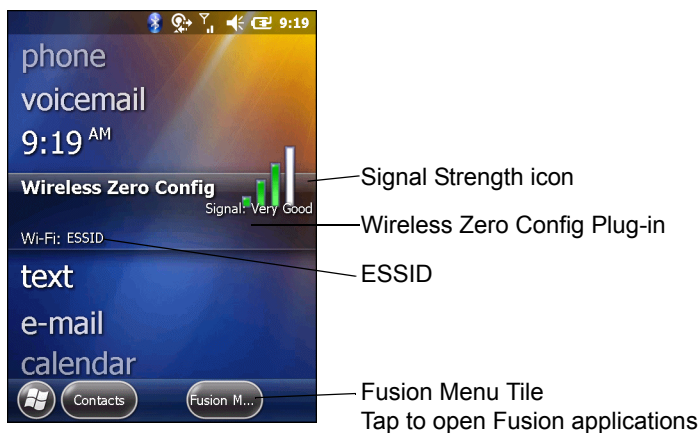 9:19
phone
voicemail
9:19 AM
Wireless Zero Config
Signal: Very Good
Wi-Fi: ESSID
text
e-mail
calendar
Contacts
Fusion M...
Signal Strength icon
Wireless Zero Config Plug-in
ESSID
Fusion Menu Tile
Tap to open Fusion applications